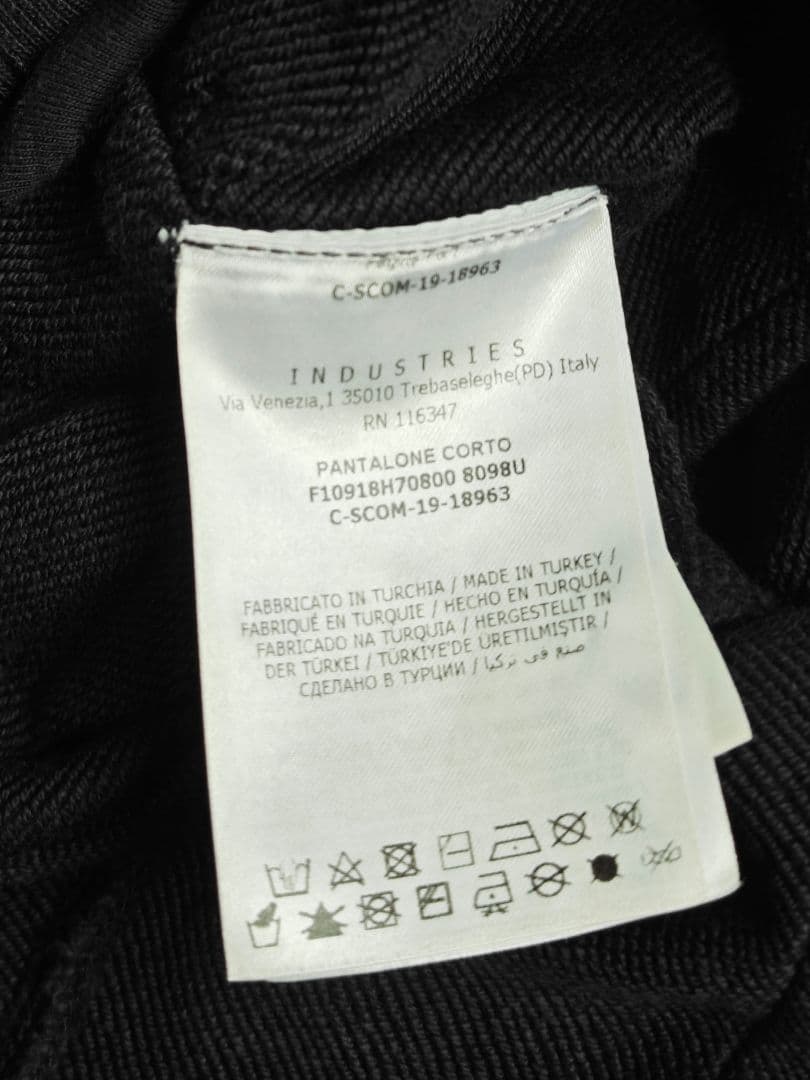 C-SCOM-19-18963
INDUSTRIES
Via Venezia,1 35010 Trebaseleghe(PD) Italy
RN 116347
PANTALONE CORTO
F10918H70800 8098U
C-SCOM-19-18963
FABBRICATO IN TURCHIA / MADE IN TURKEY /
FABRIQUÉ EN TURQUIE / HECHO EN TURQUÍA /
FABRICADO NA TURQUIA / HERGESTELLT IN
DER TÜRKEI / TÜRKIYE'DE ÜRETILMIŞTIR /
СДЕЛАНО В ТУРЦИИ / صنع في تركيا